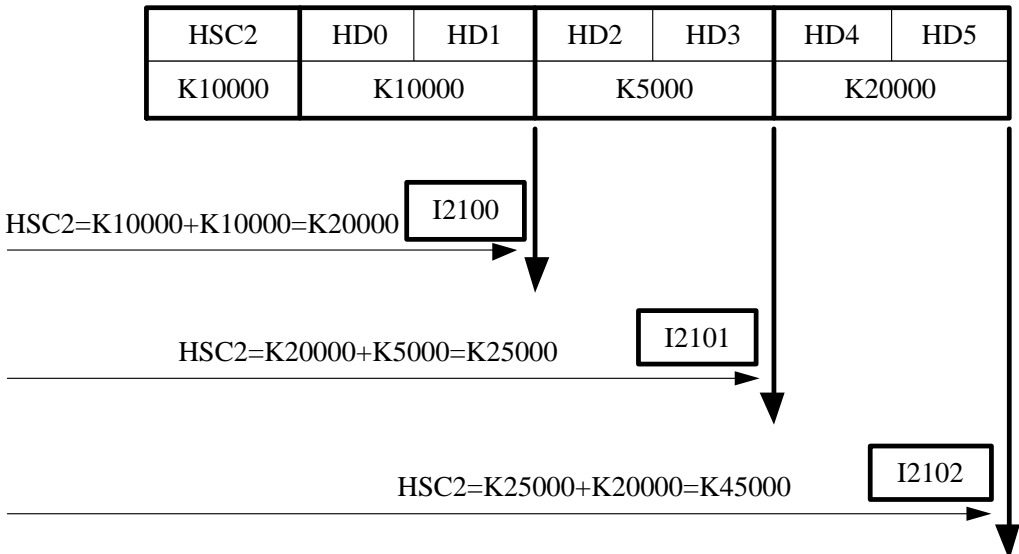 HSC2 HD0 HD1 HD2 HD3 HD4 HD5
K10000 K10000 K5000 K20000
I2100
HSC2=K10000+K10000=K20000
I2101
HSC2=K20000+K5000=K25000
I2102
HSC2=K25000+K20000=K45000